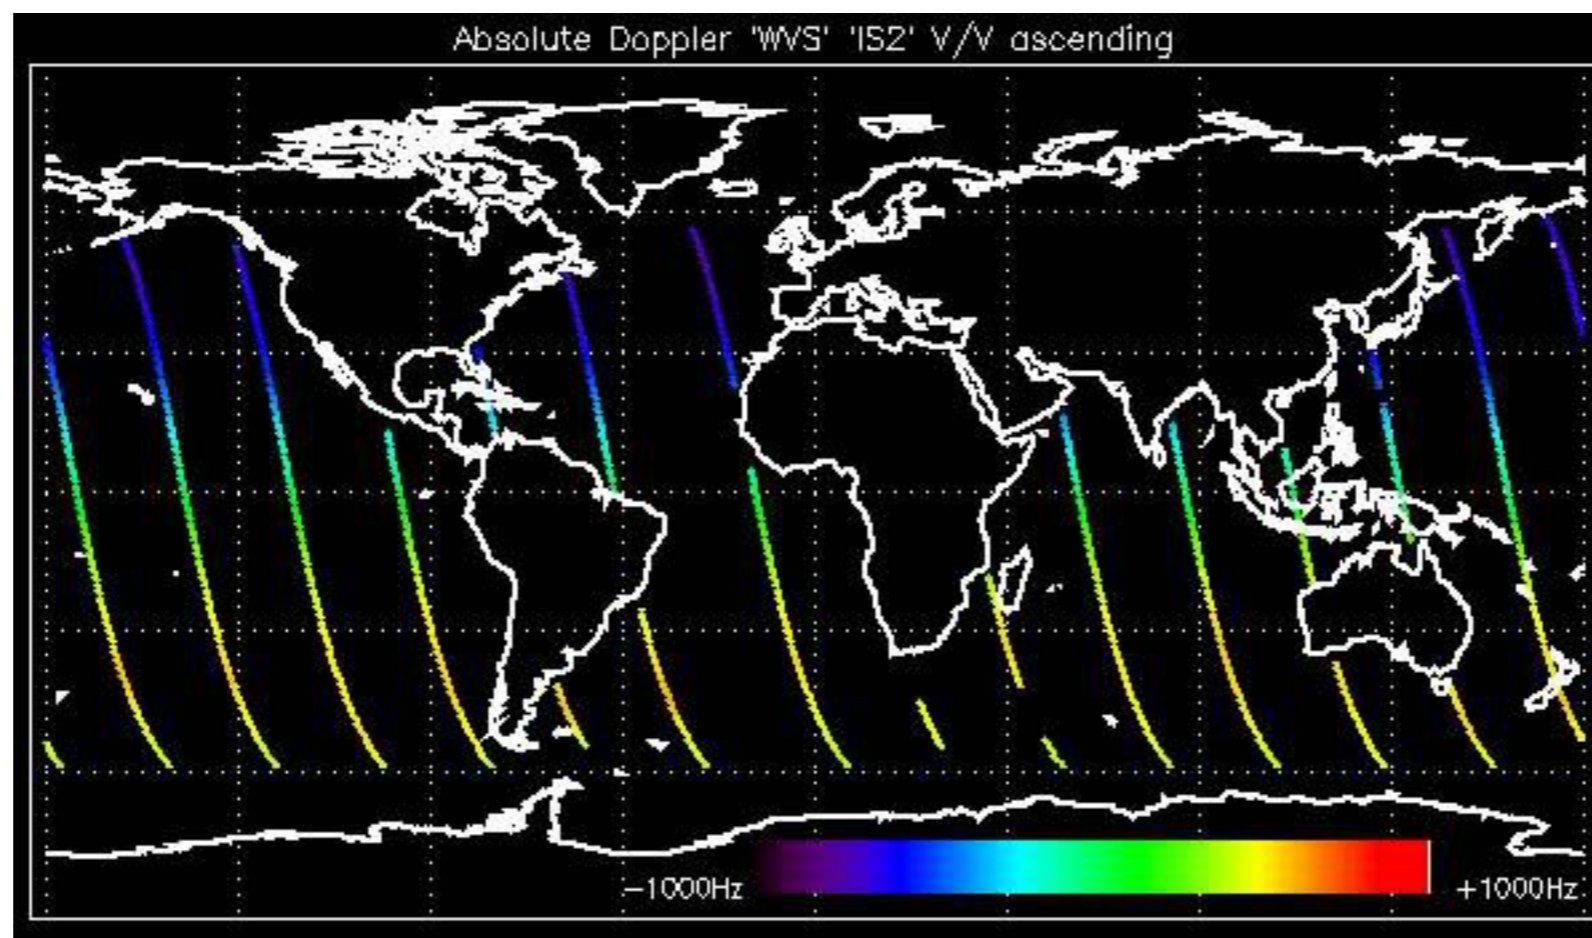 Absolute Doppler 'WVS' 'IS2' V/V ascending
-1000Hz
+1000Hz